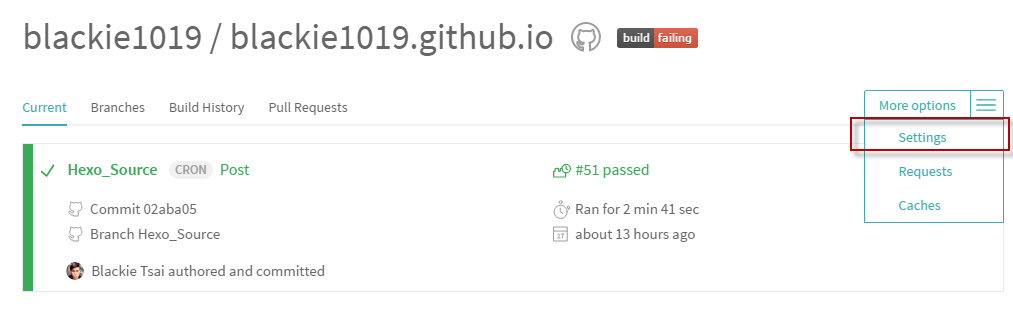 blackie1019 / blackie1019.github.io build failing
Current Branches Build History Pull Requests More options
Settings
Hexo_Source CRON Post #51 passed
Requests
Caches
Commit 02aba05 Ran for 2 min 41 sec
Branch Hexo_Source 27 about 13 hours ago
Blackie Tsai authored and committed